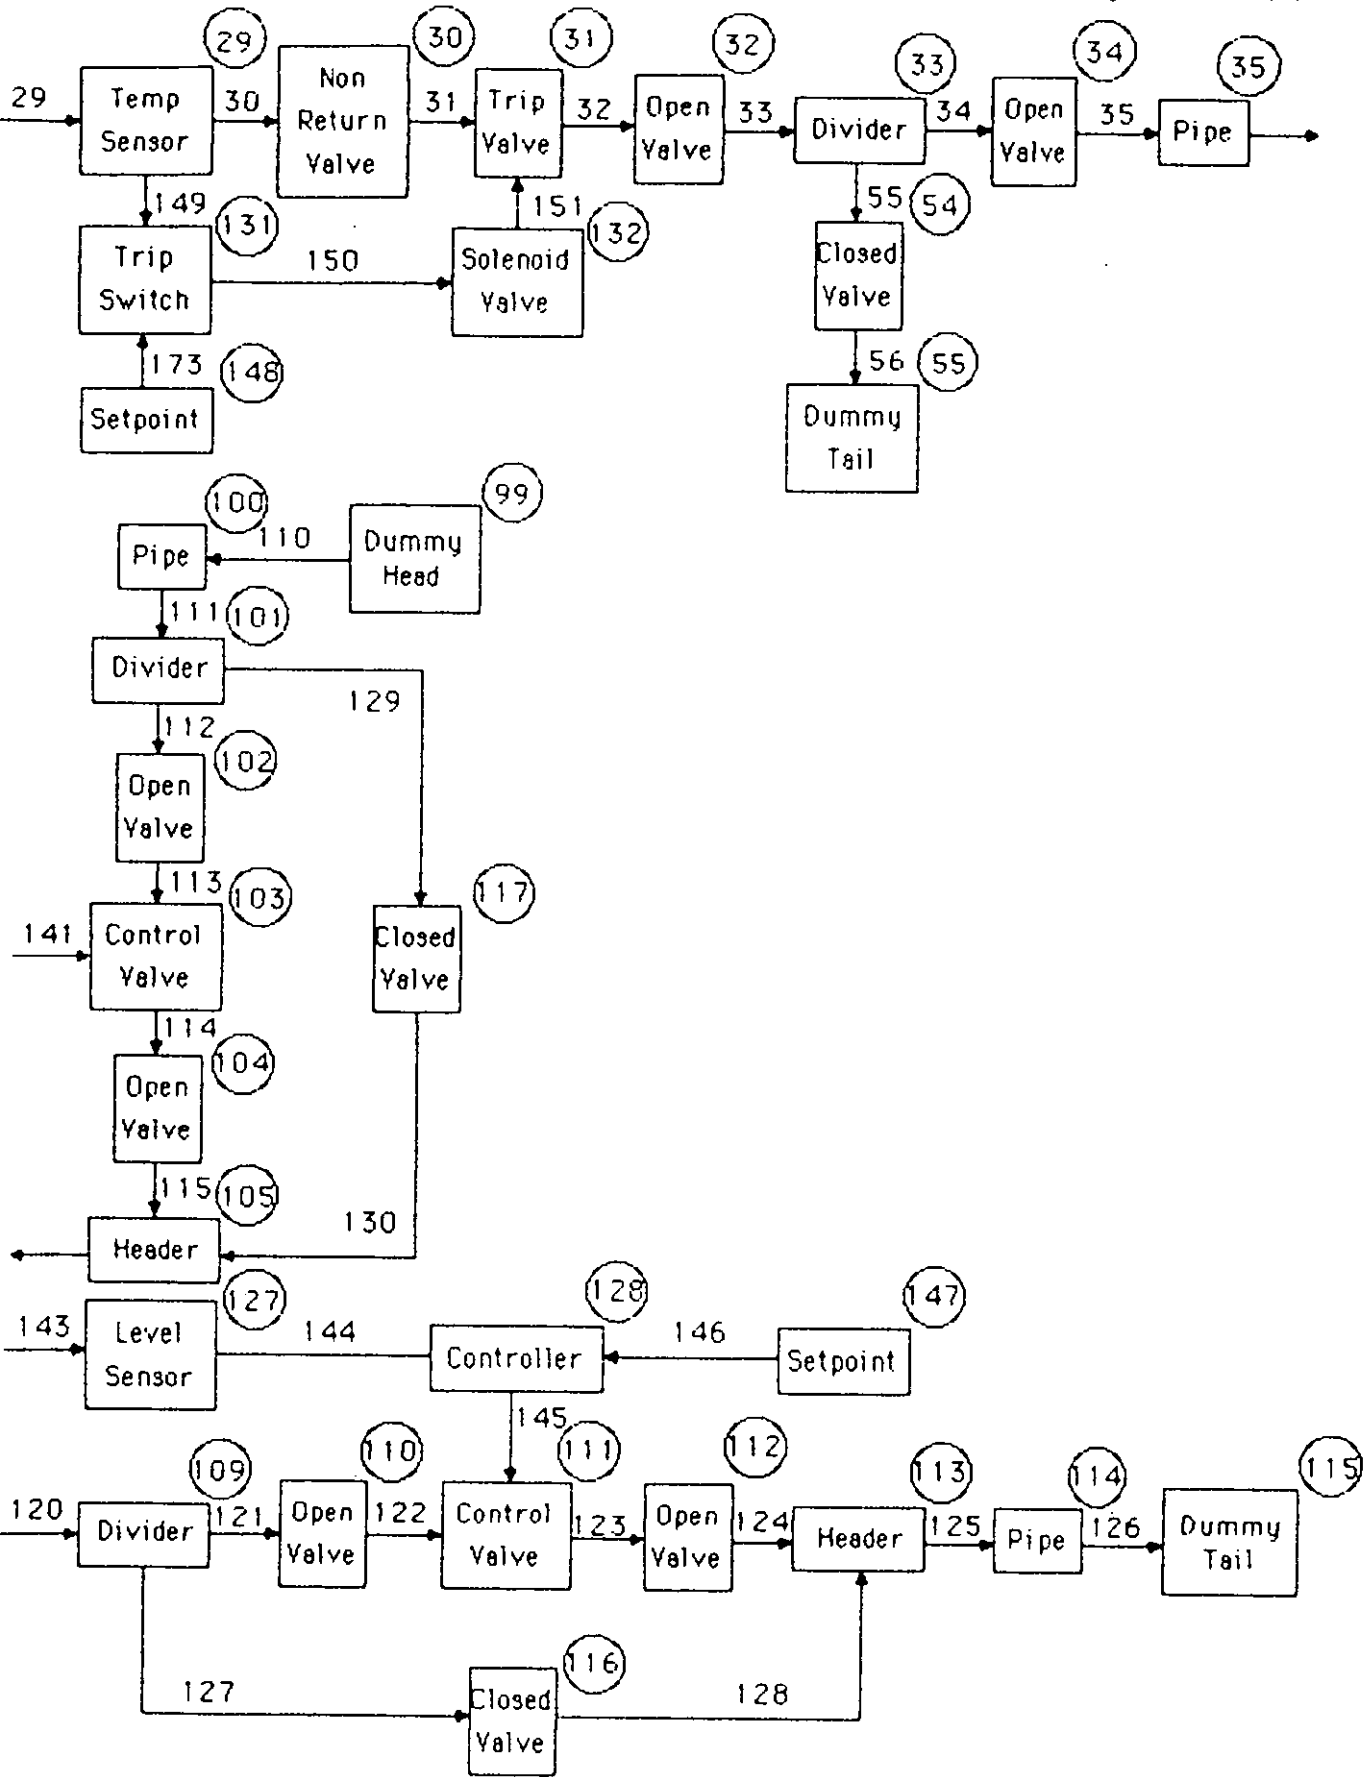 29
30
31
32
33
34
35
29
Temp
Sensor
30
Non
Return
Valve
31
Trip
Valve
32
Open
Valve
33
Divider
34
Open
Valve
35
Pipe
149
131
151
132
55
54
Trip
Switch
150
Solenoid
Valve
Closed
Valve
173
148
56
55
Setpoint
Dummy
Tail
100
99
110
Pipe
Dummy
Head
111
101
Divider
129
112
102
Open
Valve
113
103
117
141
Control
Valve
Closed
Valve
114
104
Open
Valve
115
105
130
Header
127
128
147
143
Level
Sensor
144
Controller
146
Setpoint
145
109
110
111
112
113
114
115
120
Divider
121
Open
Valve
122
Control
Valve
123
Open
Valve
124
Header
125
Pipe
126
Dummy
Tail
116
127
Closed
Valve
128